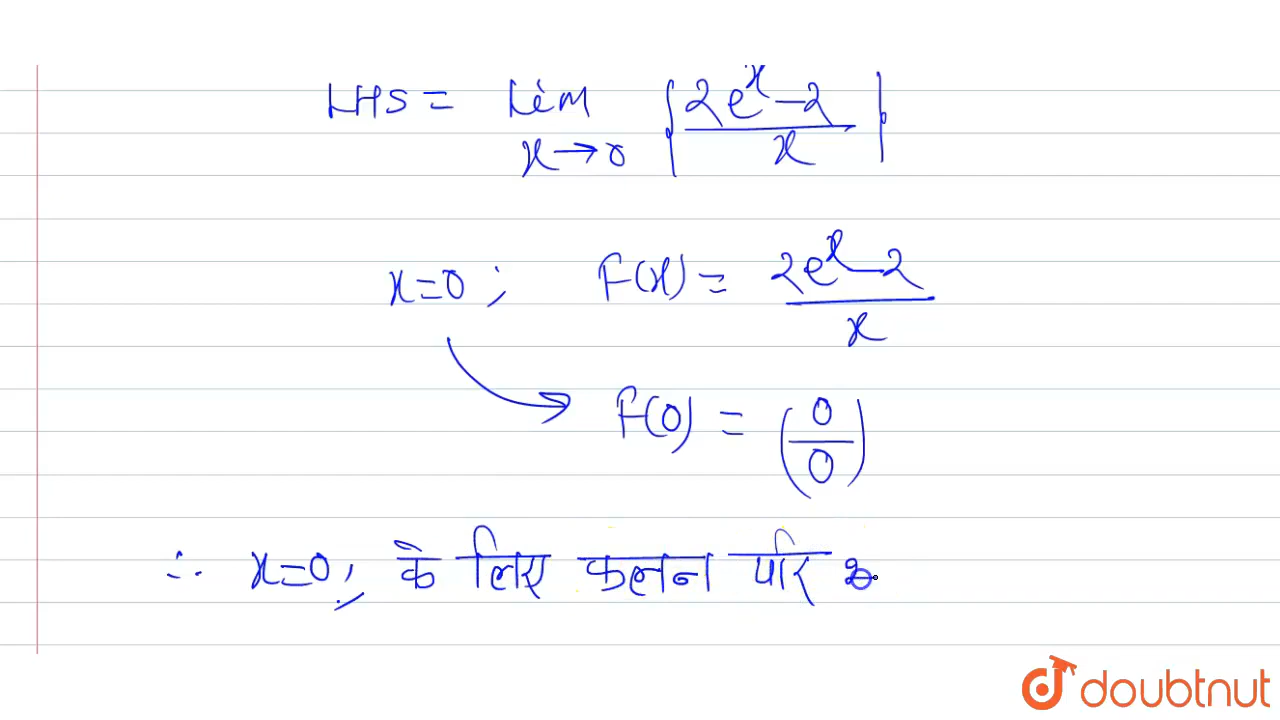 LHS = Lim x→0 {2e^x - 2 / x}
x=0 ; F(x) = 2e^x - 2 / x
F(0) = (0/0)
∴ x=0, के लिए फलन परि
doubtnut